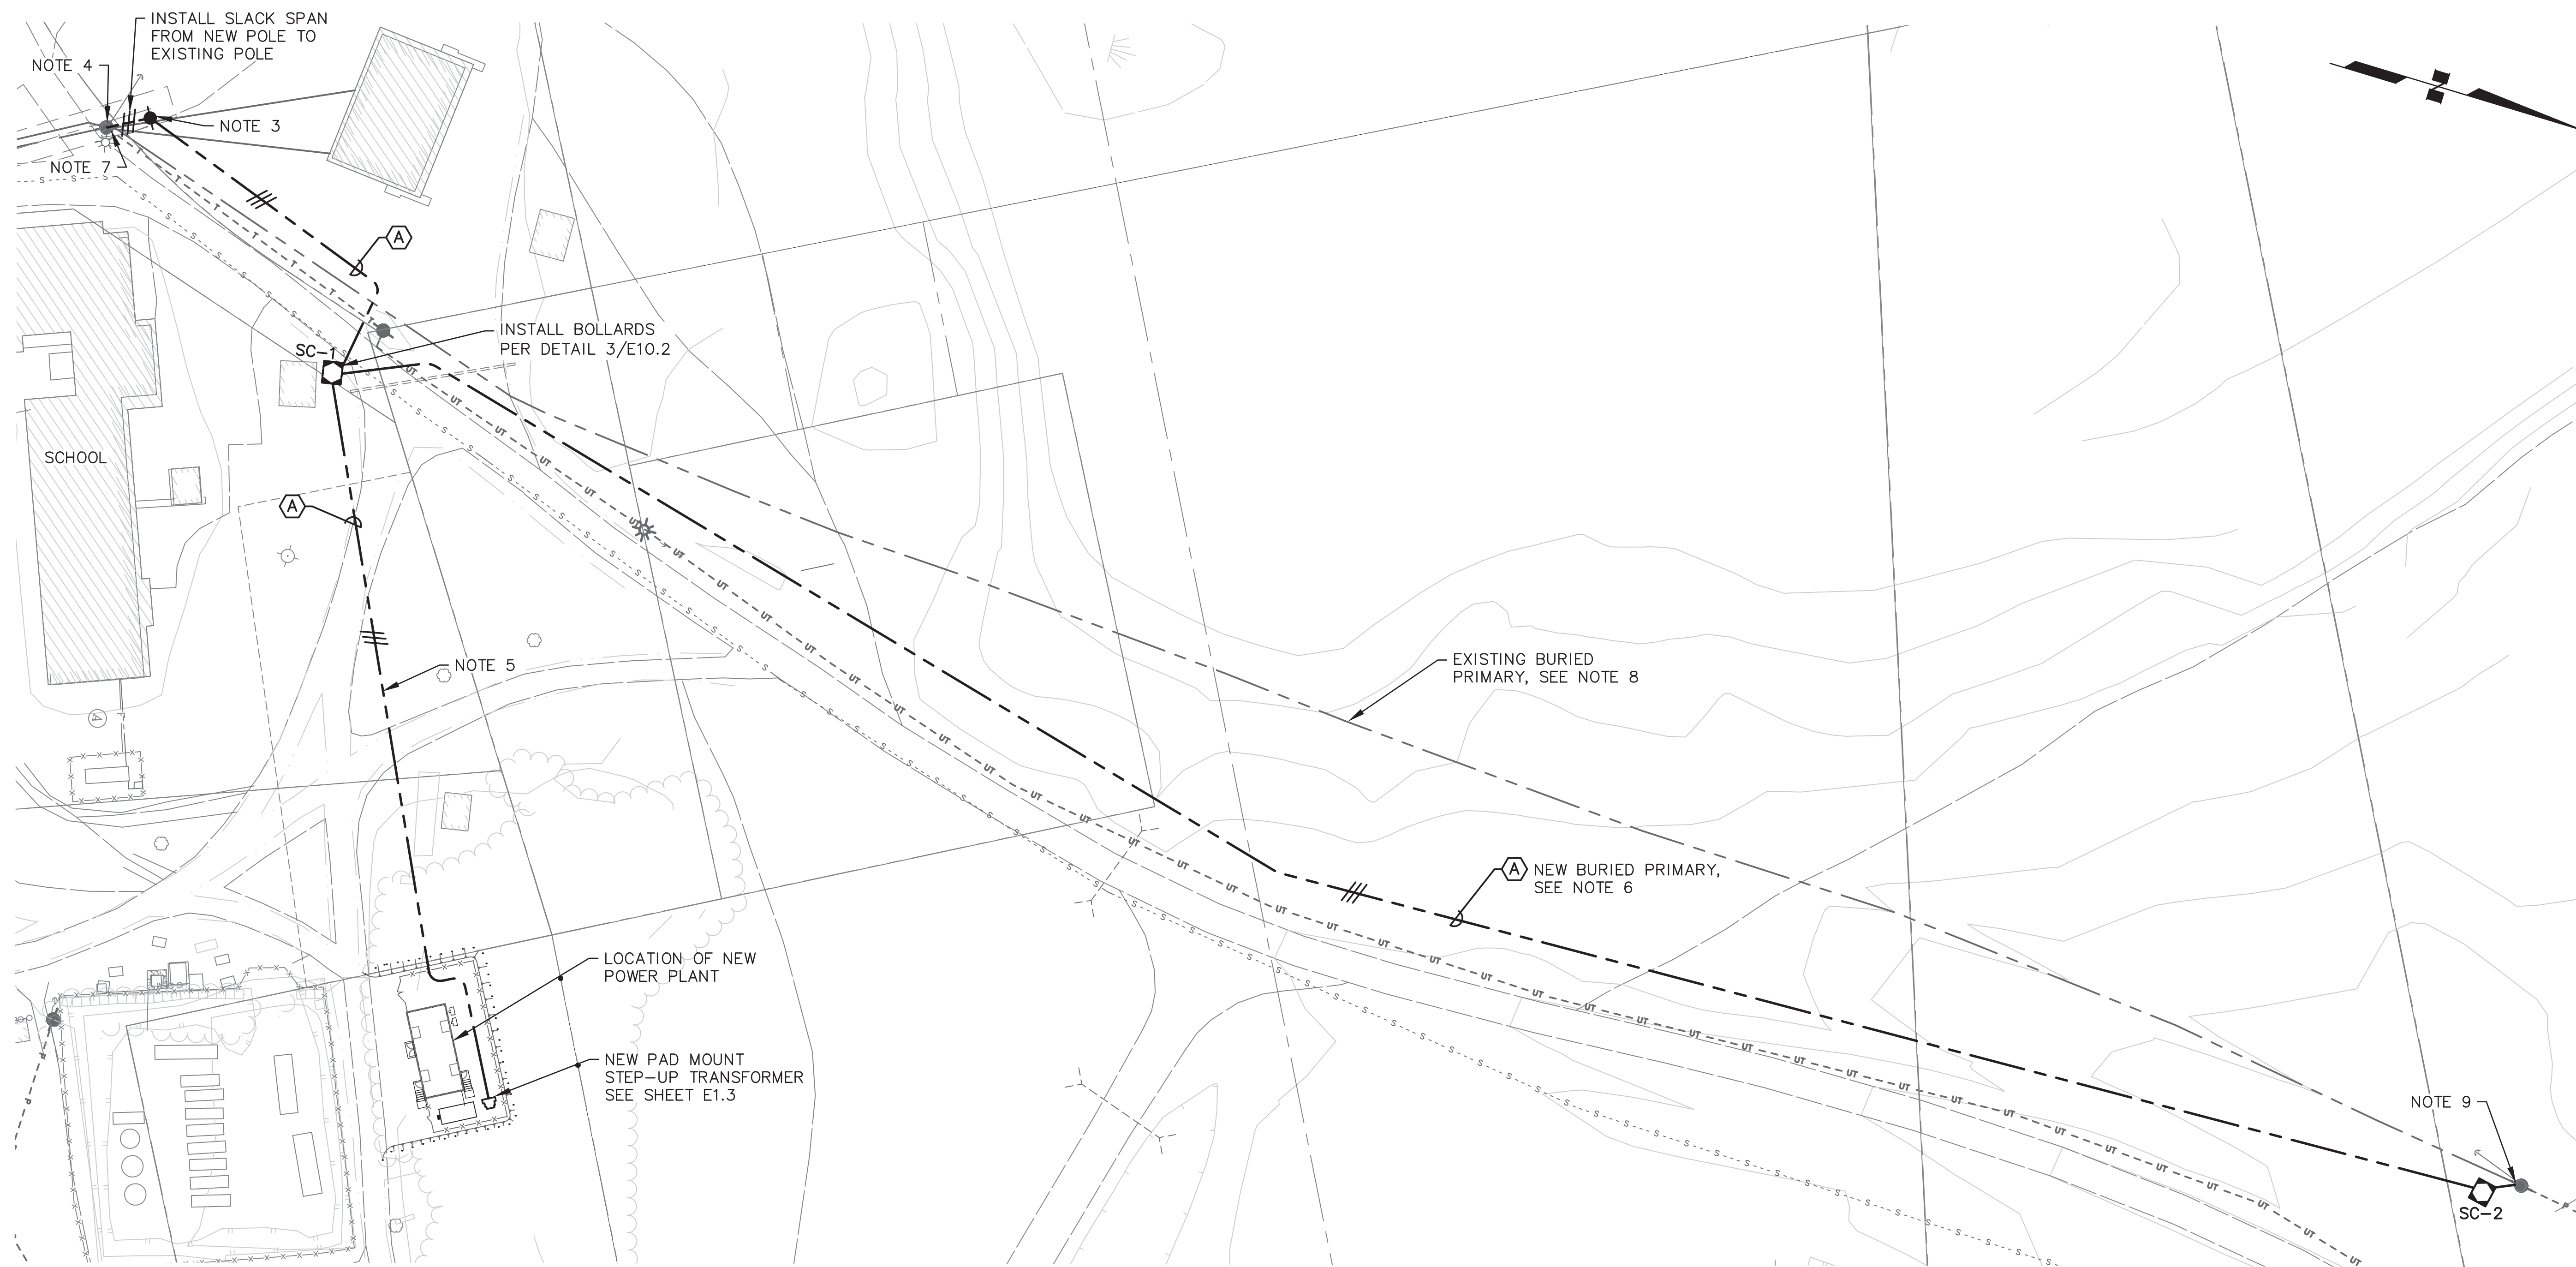 INSTALL SLACK SPAN
FROM NEW POLE TO
EXISTING POLE
NOTE 4
NOTE 3
NOTE 7
A
INSTALL BOLLARDS
PER DETAIL 3/E10.2
SC-1
SCHOOL
A
NOTE 5
EXISTING BURIED
PRIMARY, SEE NOTE 8
A NEW BURIED PRIMARY,
SEE NOTE 6
LOCATION OF NEW
POWER PLANT
NEW PAD MOUNT
STEP-UP TRANSFORMER
SEE SHEET E1.3
NOTE 9
SC-2
N
A
S
T
UT
P
X